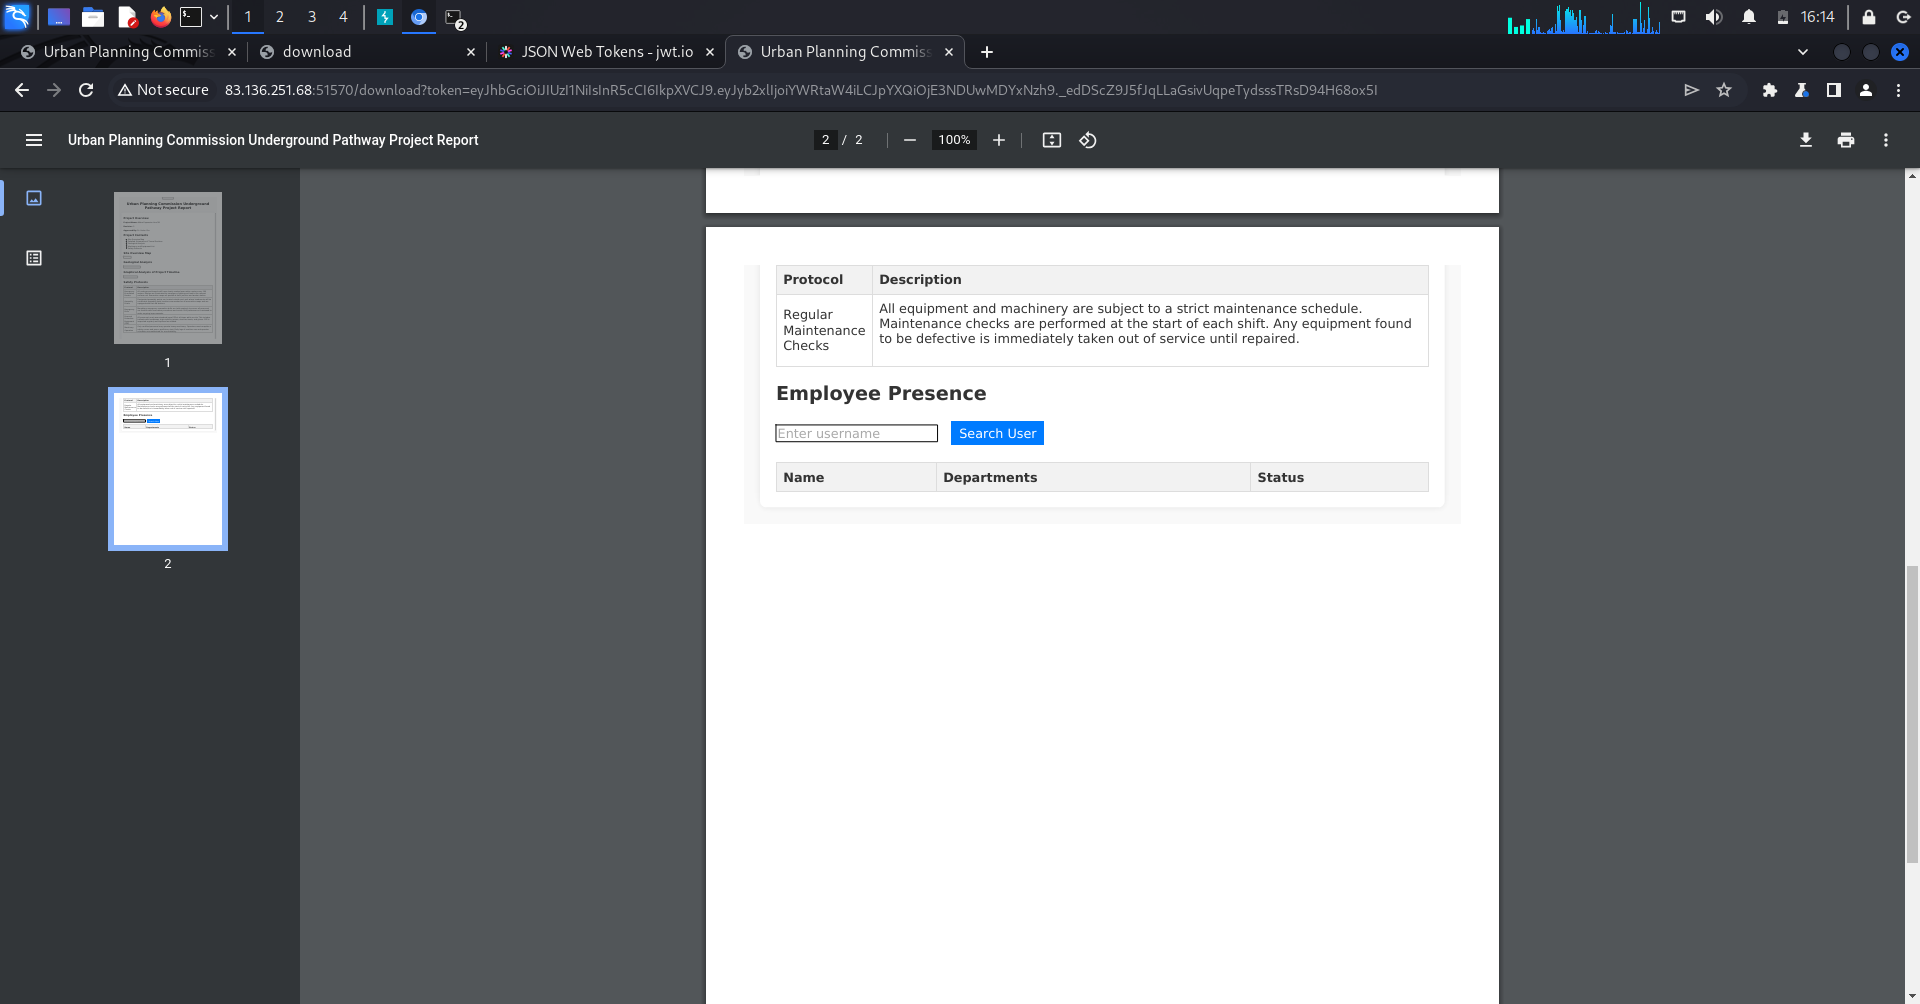 1 2 3 4 2 16:14
Urban Planning Commiss download JSON Web Tokens - jwt.io Urban Planning Commiss
Not secure 83.136.251.68:51570/download?token=eyJhbGciOiJIUzI1NiIsInR5cCI6IkpXVCJ9.eyJyb2xlIjoiYWRtaW4iLCJpYXQiOjE3NDUwMDYxNzh9._edDScZ9J5fJqLLaGsivUqpeTydsssTRsD94H68ox5I
Urban Planning Commission Underground Pathway Project Report 2 / 2 100%
1
2
Protocol Description
Regular Maintenance Checks
All equipment and machinery are subject to a strict maintenance schedule.
Maintenance checks are performed at the start of each shift. Any equipment found
to be defective is immediately taken out of service until repaired.
Employee Presence
Enter username Search User
Name Departments Status